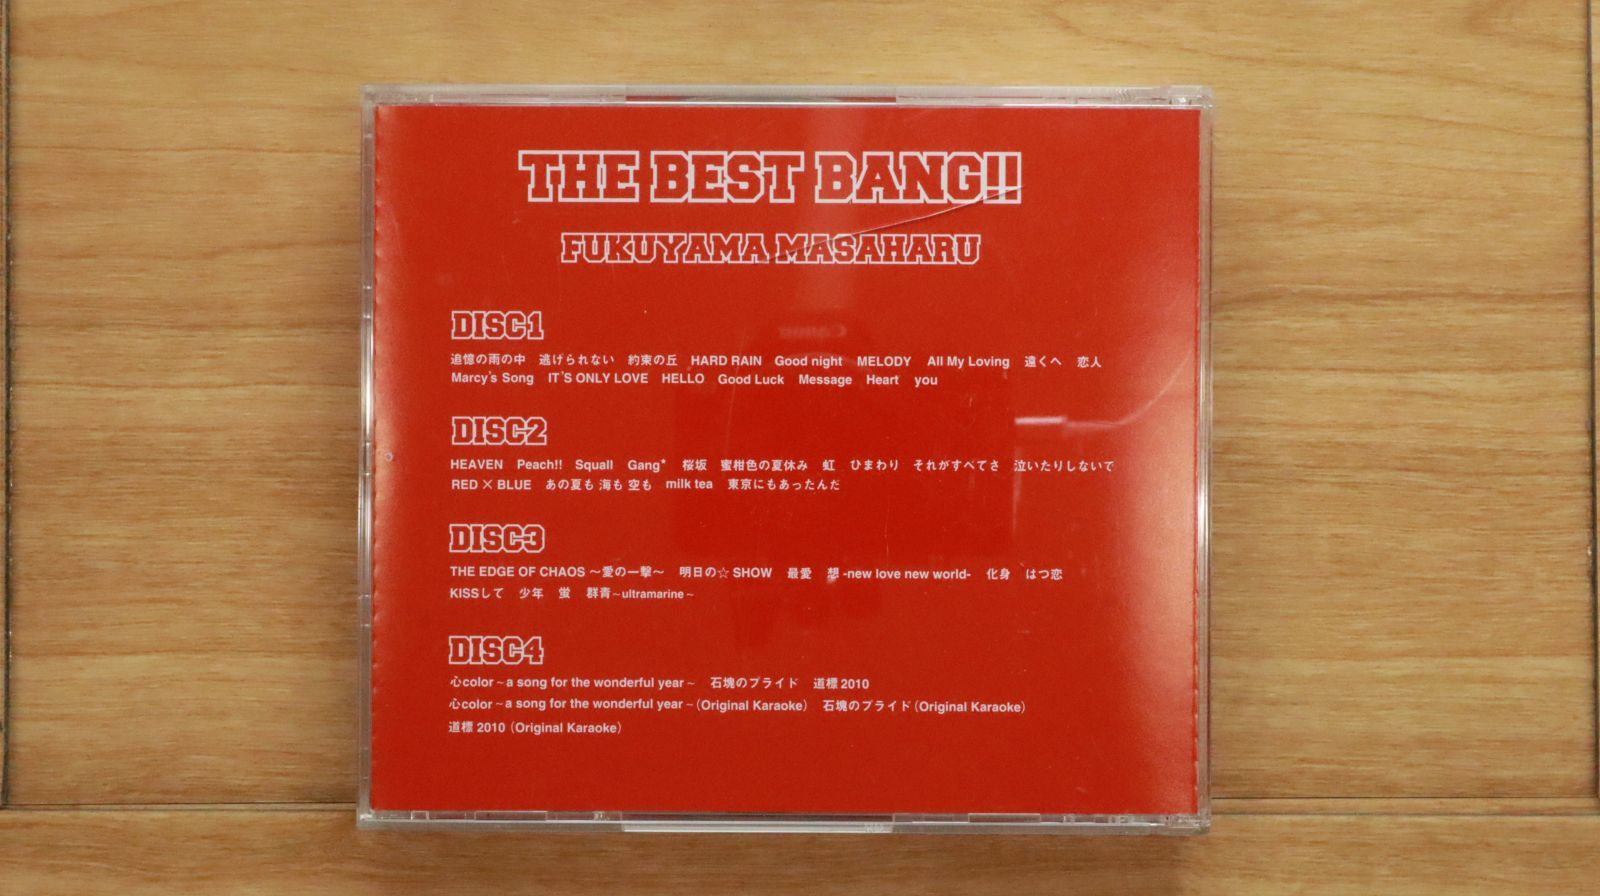 THE BEST BANG!!
FUKUYAMA MASAHARU
DISC1
追憶の雨の中 逃げられない 約束の丘 HARD RAIN Good night MELODY All My Loving 遠くへ 恋人
Marcy's Song IT'S ONLY LOVE HELLO Good Luck Message Heart you
DISC2
HEAVEN Peach!! Squall Gang* 桜坂 蜜柑色の夏休み 虹 ひまわり それがすべてさ 泣いたりしないで
RED×BLUE あの夏も 海も 空も milk tea 東京にもあったんだ
DISC3
THE EDGE OF CHAOS ～愛の一撃～ 明日の☆SHOW 最愛 想 -new love new world- 化身 はつ恋
KISSして 少年 蛍 群青 ~ultramarine~
DISC4
心color ~a song for the wonderful year~ 石塊のプライド 道標 2010
心color ~a song for the wonderful year~ (Original Karaoke) 石塊のプライド (Original Karaoke)
道標 2010 (Original Karaoke)